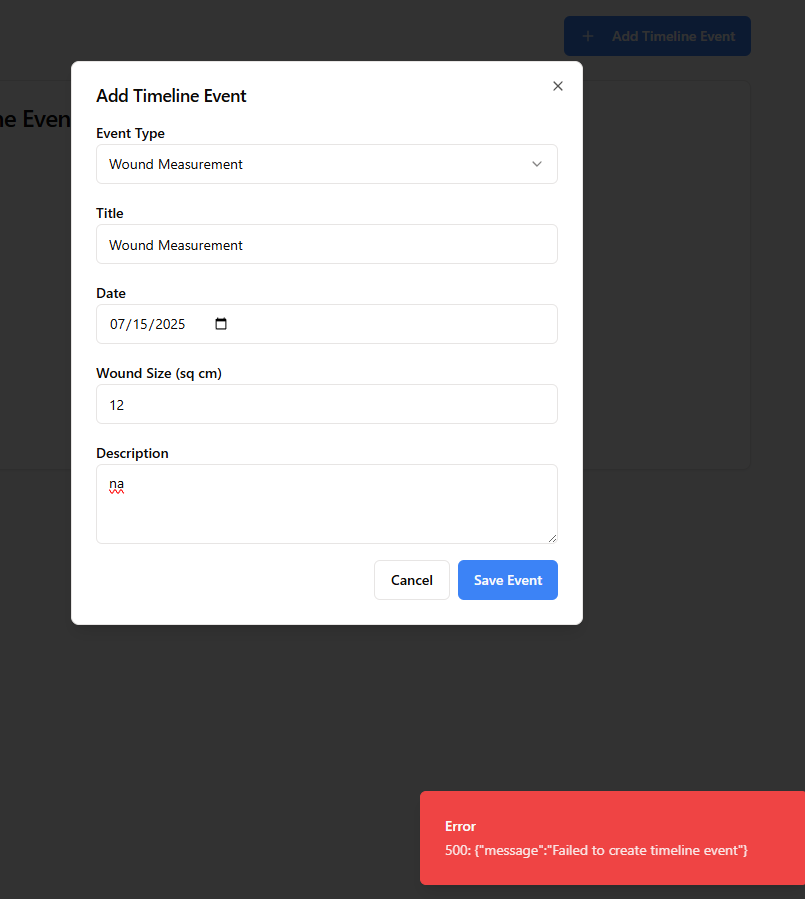 + Add Timeline Event
ne Even
Add Timeline Event
Event Type
Wound Measurement
Title
Wound Measurement
Date
07/15/2025
Wound Size (sq cm)
12
Description
na
Cancel
Save Event
Error
500: {"message":"Failed to create timeline event"}